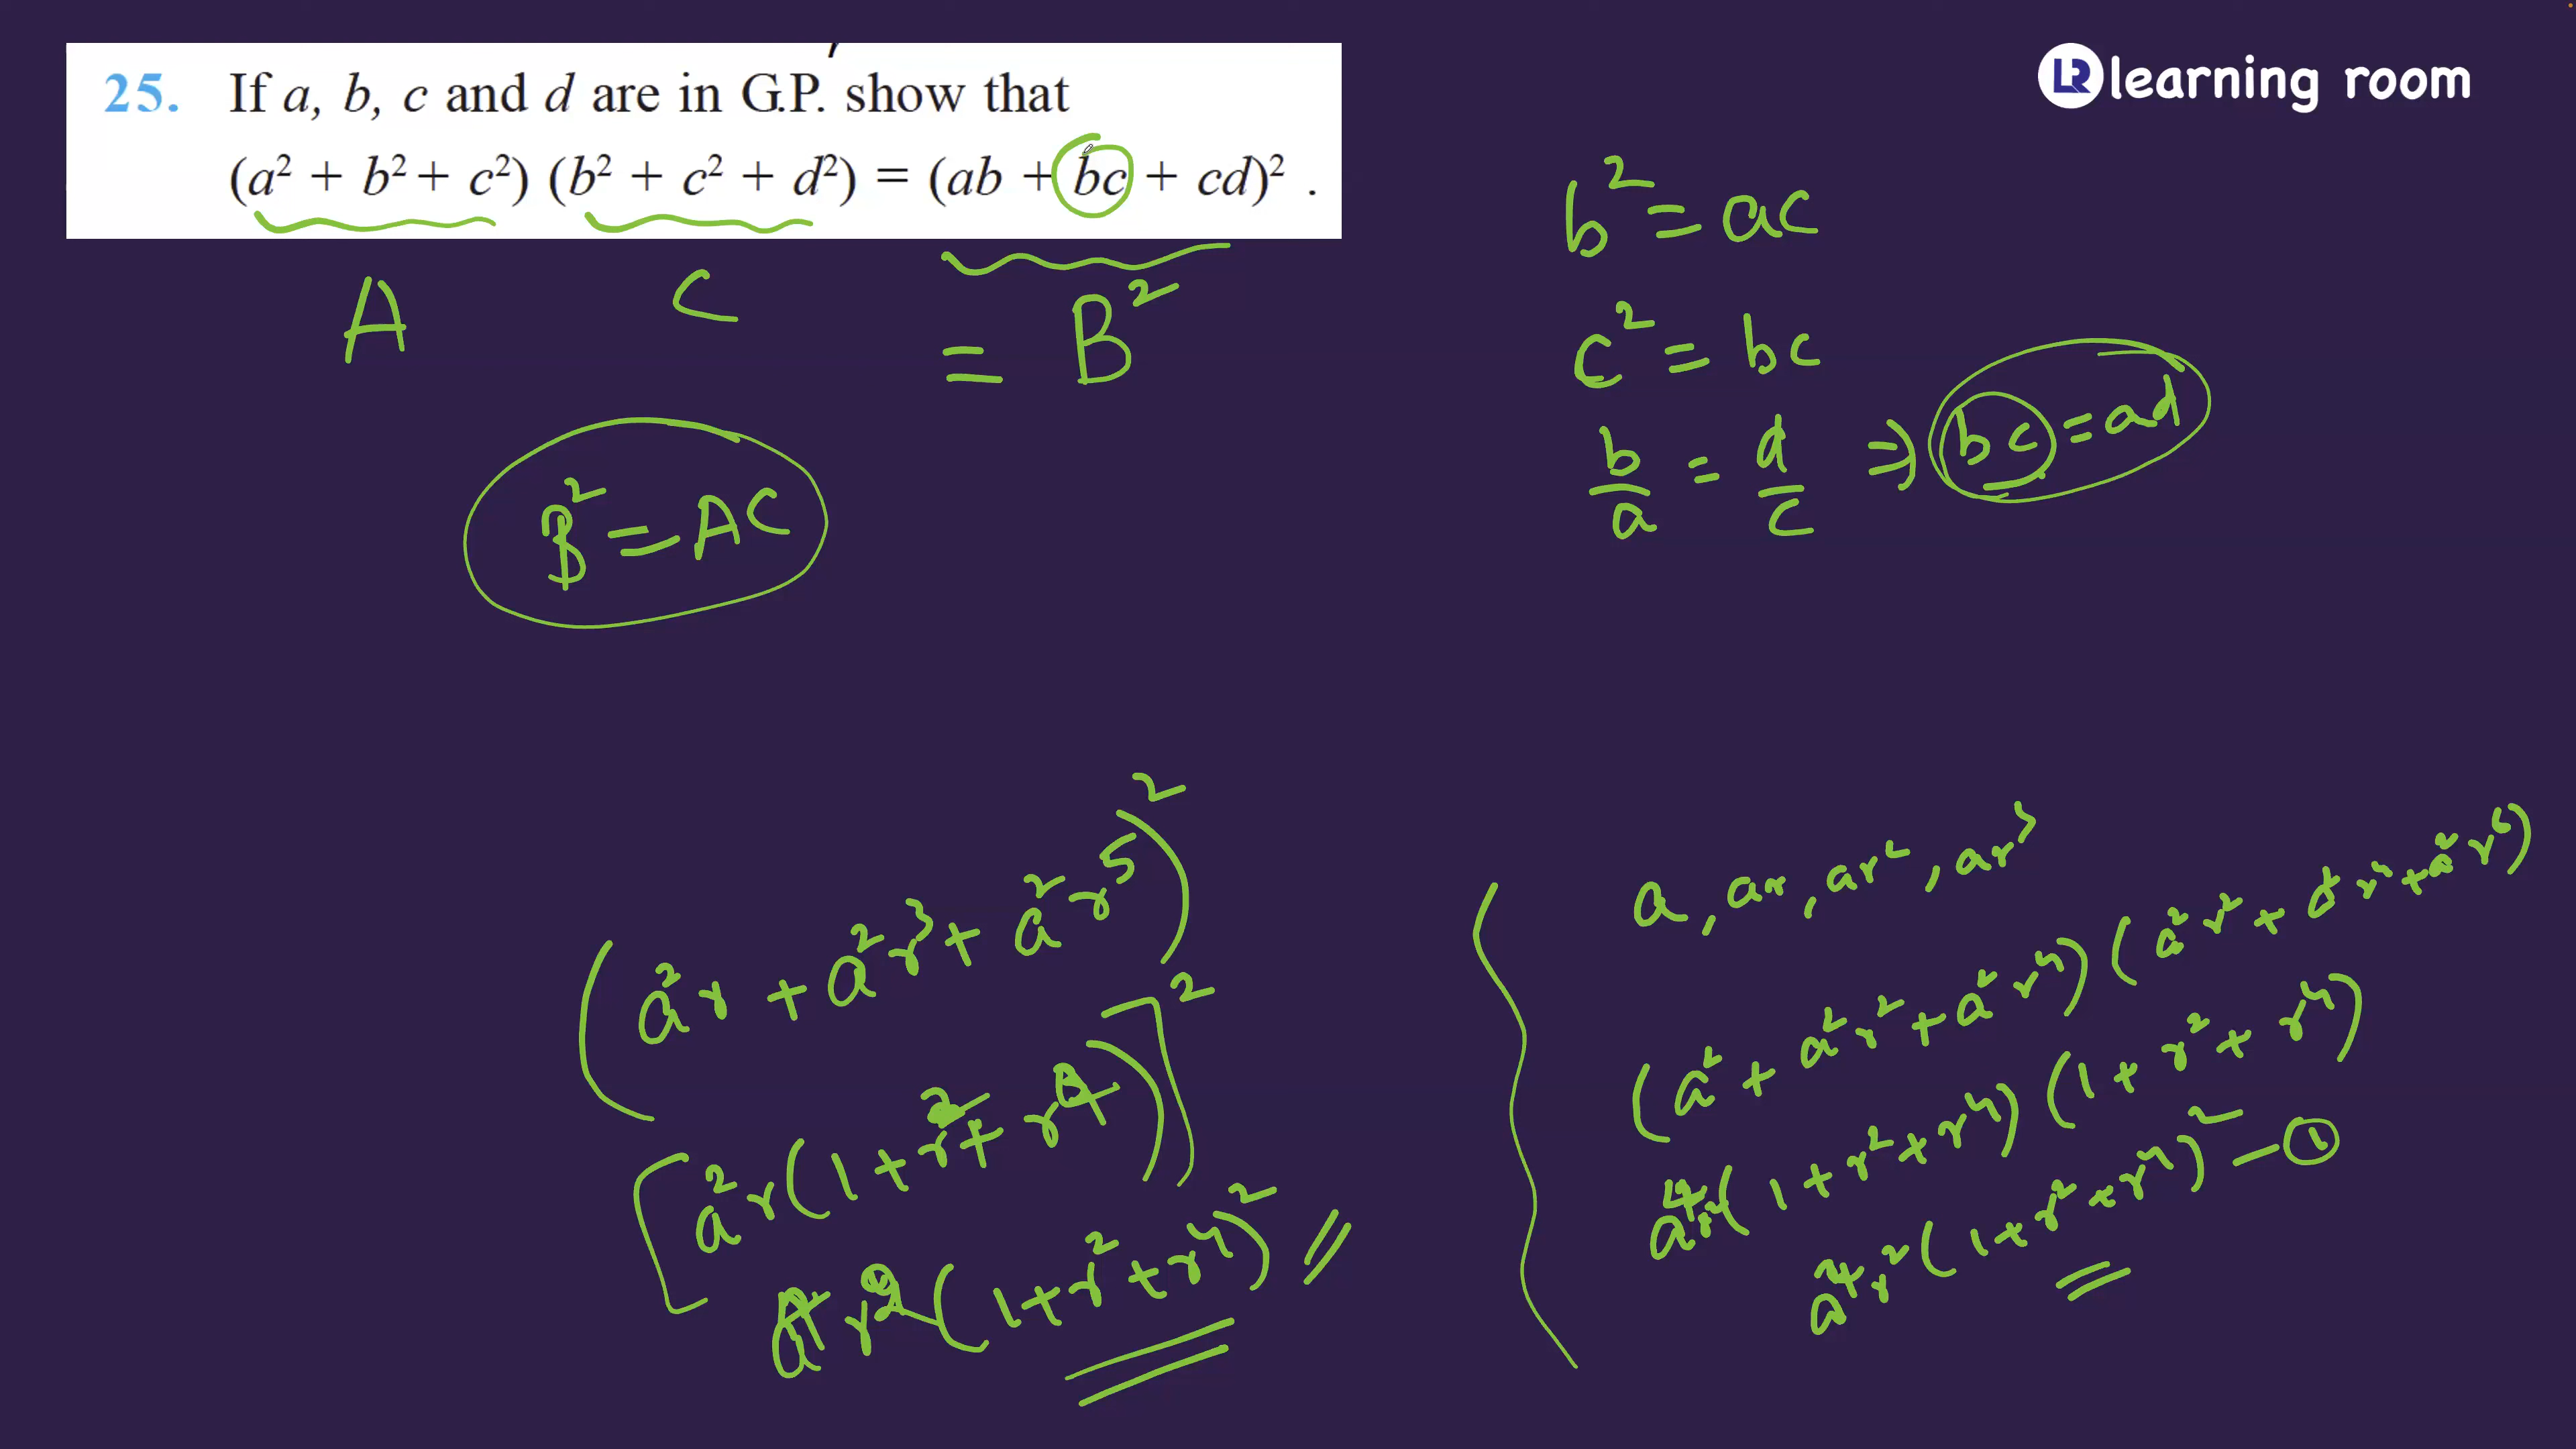 25. If a, b, c and d are in G.P. show that
(a² + b² + c²) (b² + c² + d²) = (ab + bc + cd)² .
LR learning room
A C = B²
B² = AC
b² = ac
c² = bc
b/a = d/c ⇒ bc = ad
(a²r + a²r³ + a²r⁵)²
[a²r(1 + r² + r⁴)]²
a⁴r²(1 + r² + r⁴)²
a, ar, ar², ar³
(a² + a²r² + a²r⁴) (a²r² + a²r⁴ + a²r⁶)
a⁴r²(1 + r² + r⁴) (1 + r² + r⁴)
a⁴r²(1 + r² + r⁴)² — ①